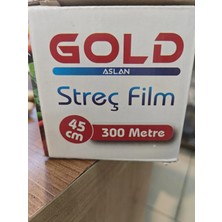 GOLD
ASLAN
Streç Film
45 cm
300 Metre